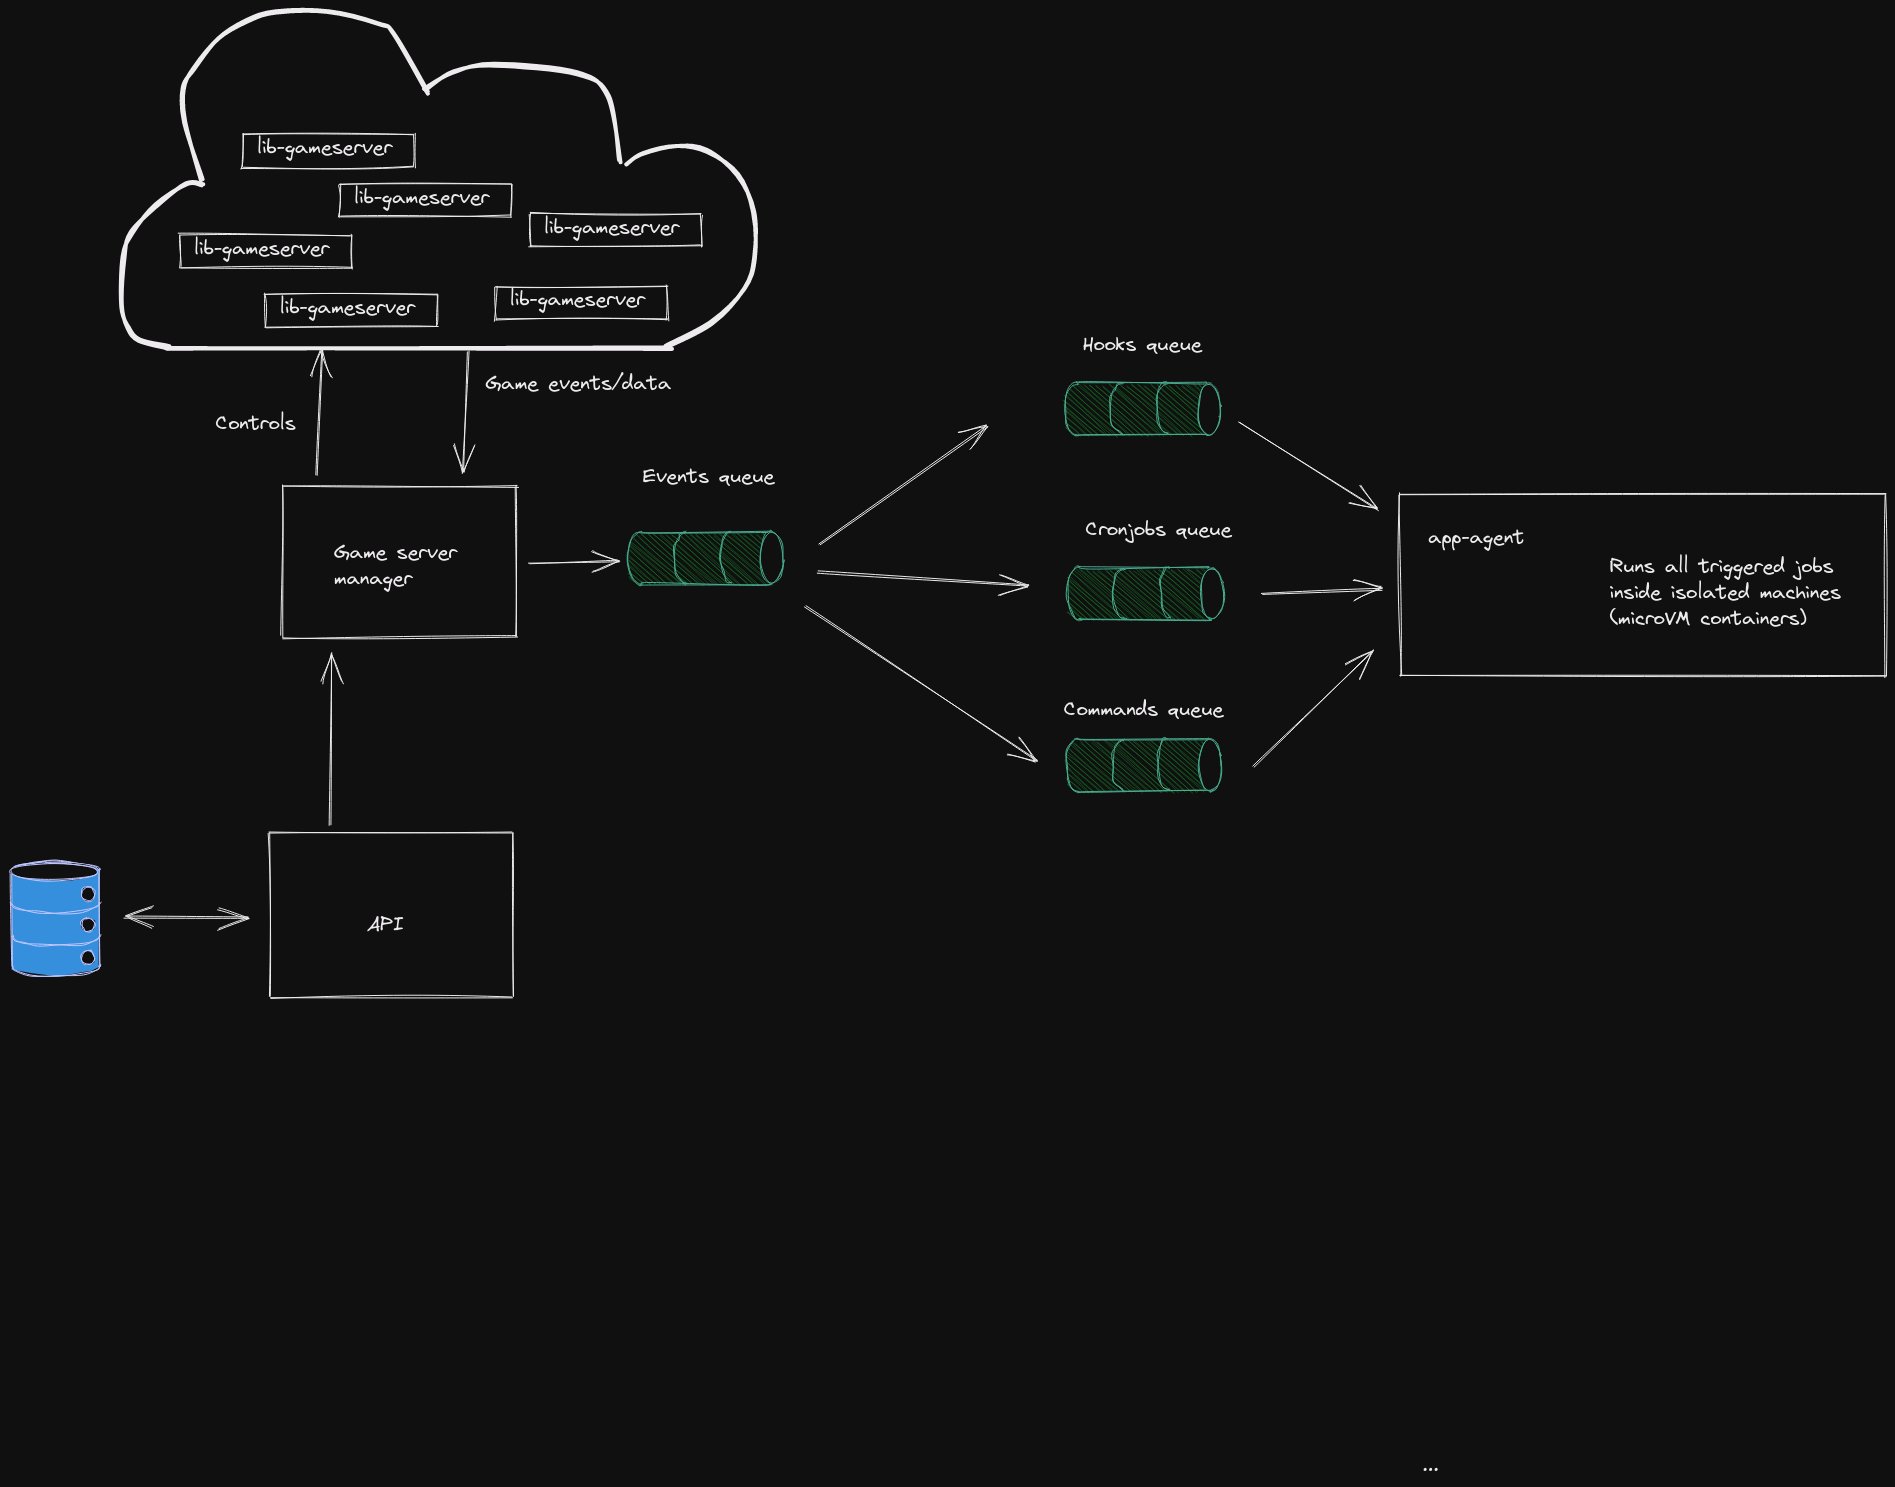 lib-gameserver
lib-gameserver
lib-gameserver
lib-gameserver
lib-gameserver
lib-gameserver
Controls
Game events/data
Game server
manager
Events queue
Hooks queue
Cronjobs queue
Commands queue
app-agent
Runs all triggered jobs
inside isolated machines
(microVM containers)
API
...